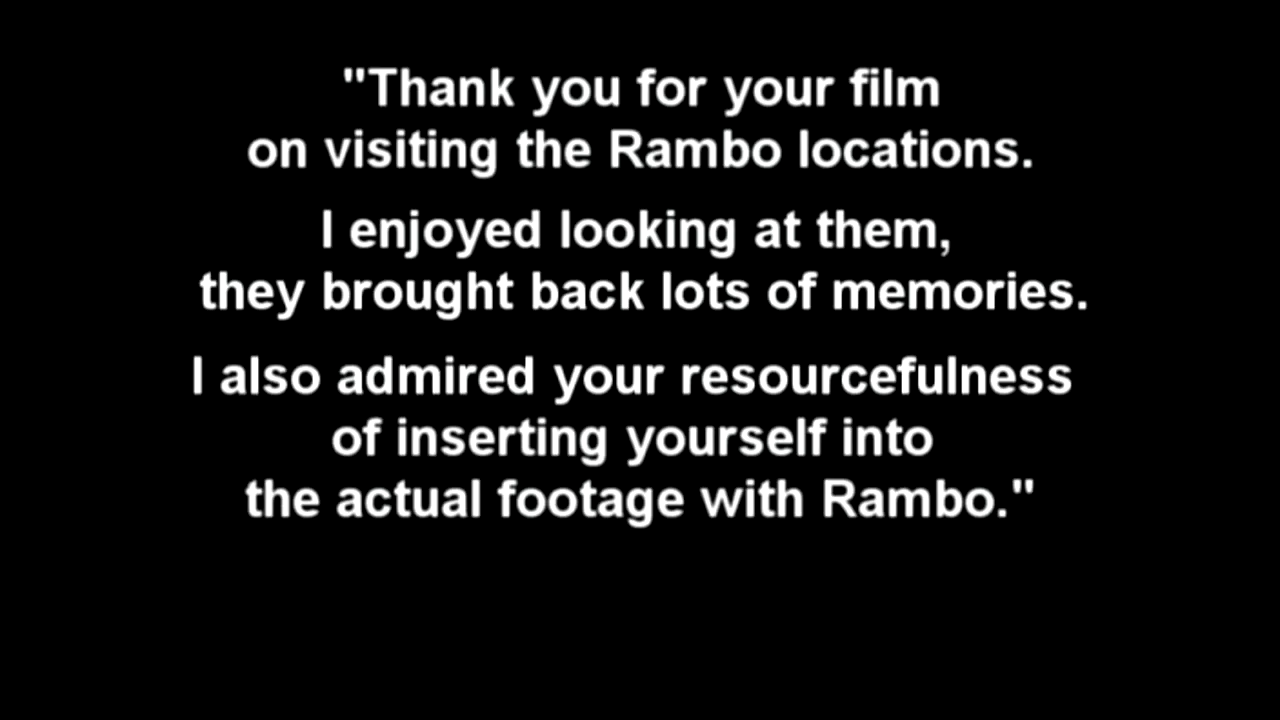 "Thank you for your film
on visiting the Rambo locations.
I enjoyed looking at them,
they brought back lots of memories.
I also admired your resourcefulness
of inserting yourself into
the actual footage with Rambo."